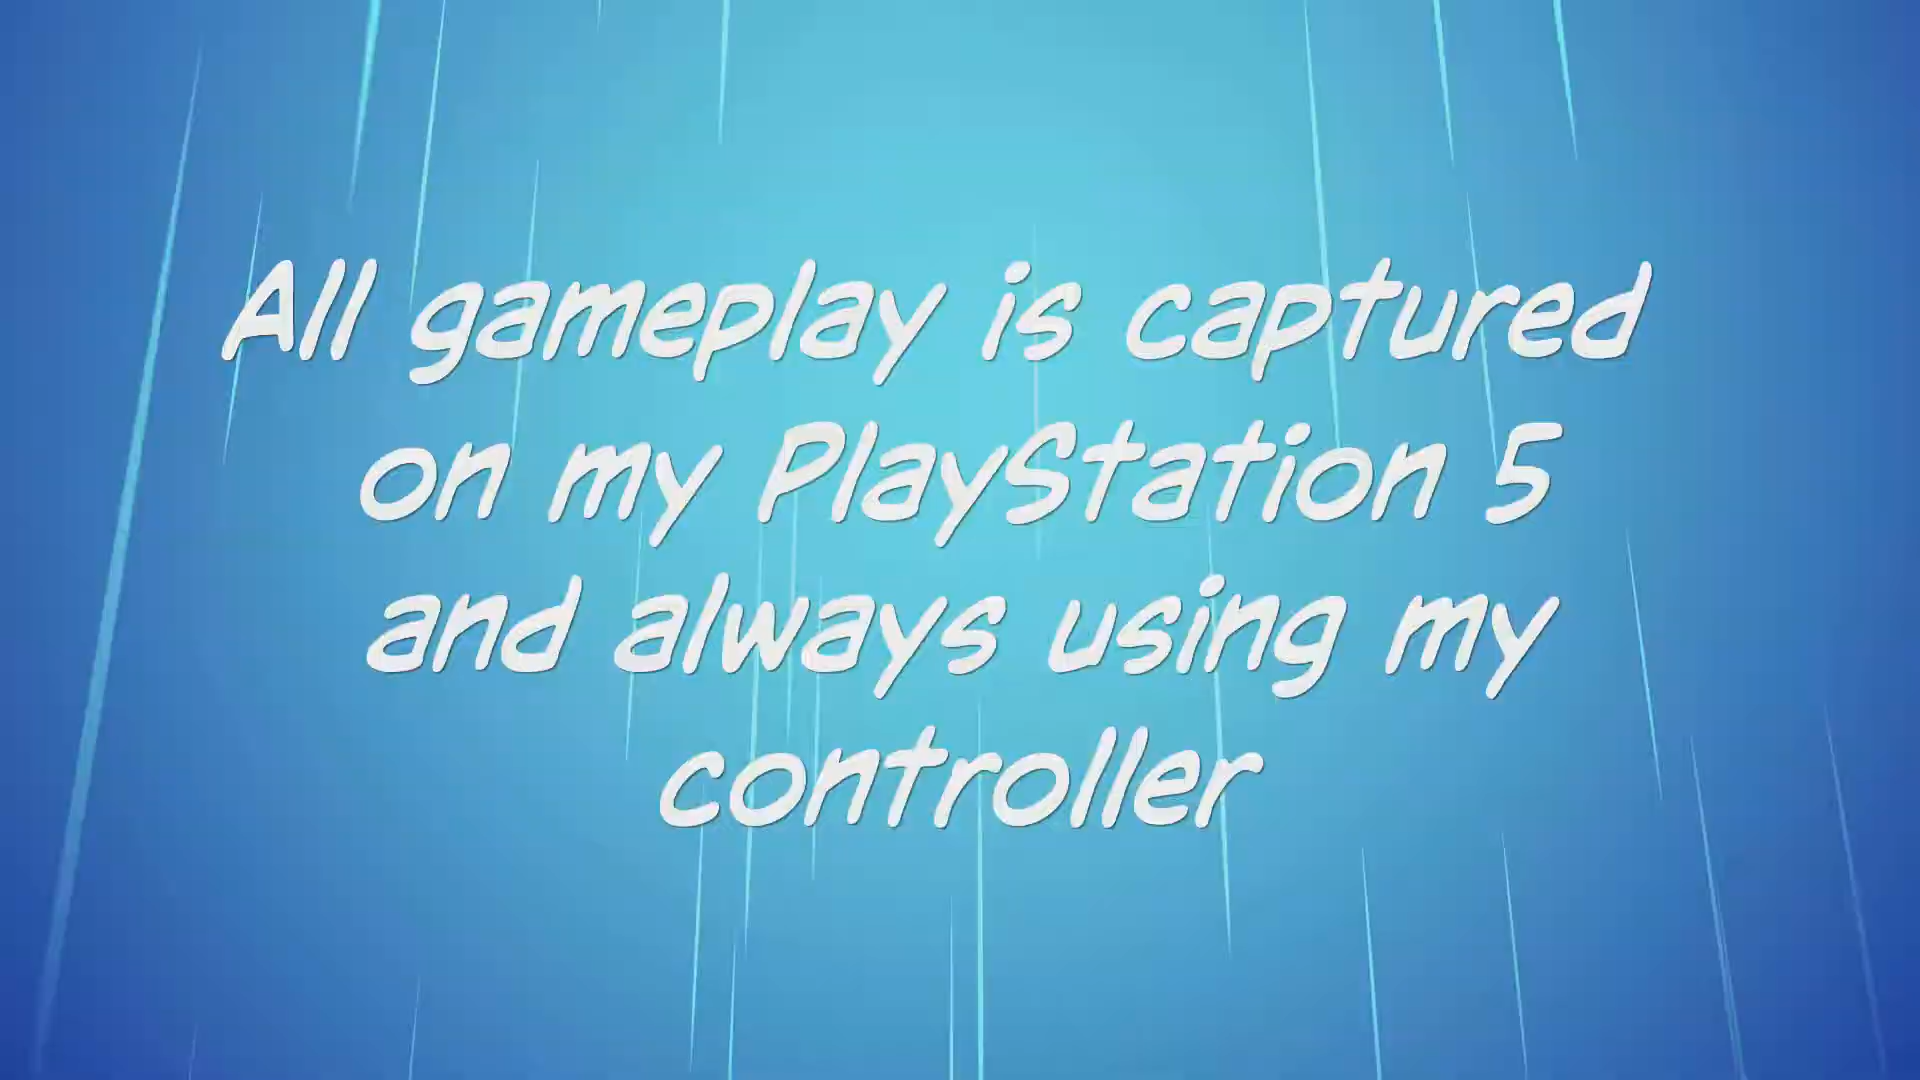 All gameplay is captured
on my PlayStation 5
and always using my
controller